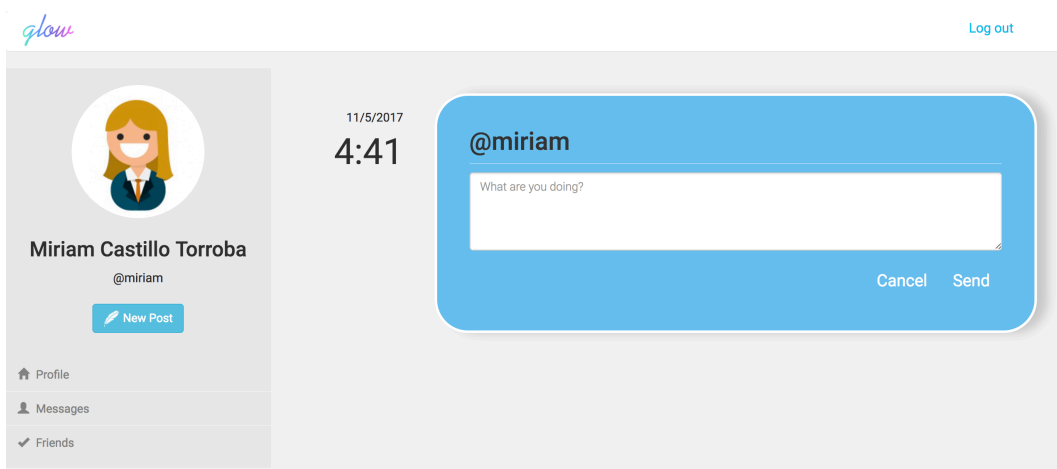 glow
Log out
Miriam Castillo Torroba
@miriam
New Post
Profile
Messages
Friends
11/5/2017
4:41
@miriam
What are you doing?
Cancel Send